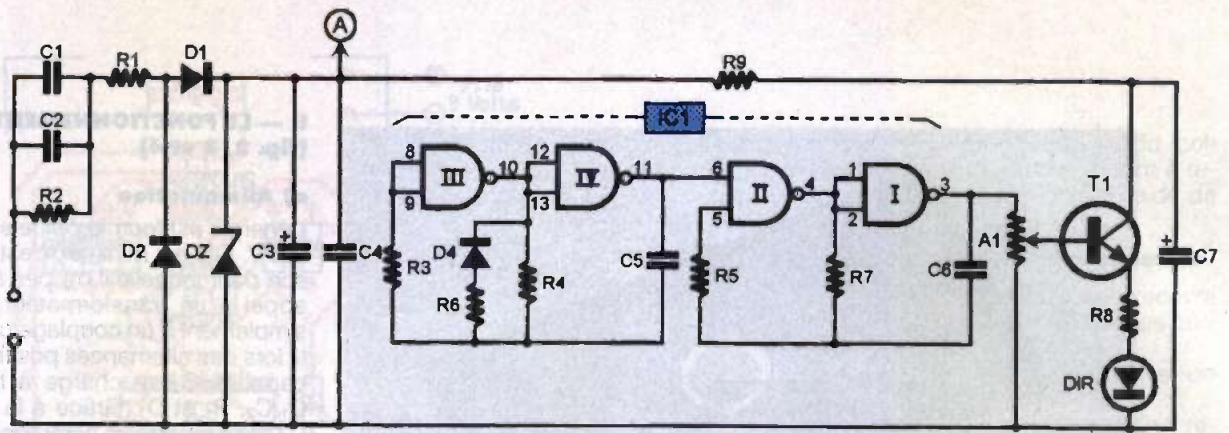 A
C1
R1
D1
R9
C2
IC1
R2
D2
DZ
C3
+
C4
8
9
III
10
12
13
IV
11
6
5
II
4
1
2
I
3
A1
T1
+
C7
R3
D4
R6
R4
C5
R5
R7
C6
R8
DIR